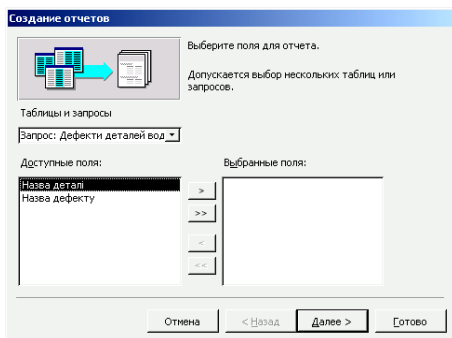 Создание отчетов
Выберите поля для отчета.
Допускается выбор нескольких таблиц или
запросов.
Таблицы и запросы
Запрос: Дефекти деталей вод
Доступные поля:
Выбранные поля:
Назва деталі
Назва дефекту
>
>>
<
<<
Отмена
< Назад
Далее >
Готово